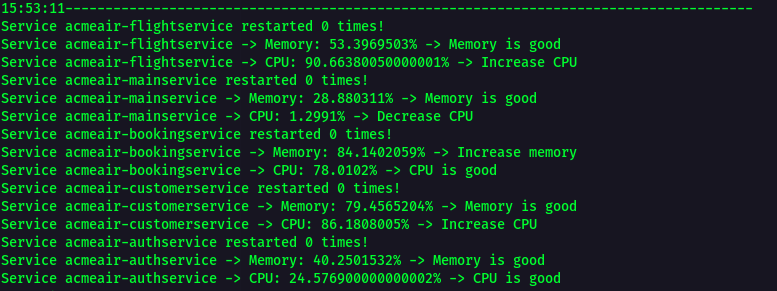 15:53:11--------------------------------------------------------------------------------------
Service acmeair-flightservice restarted 0 times!
Service acmeair-flightservice -> Memory: 53.3969503% -> Memory is good
Service acmeair-flightservice -> CPU: 90.66380050000001% -> Increase CPU
Service acmeair-mainservice restarted 0 times!
Service acmeair-mainservice -> Memory: 28.880311% -> Memory is good
Service acmeair-mainservice -> CPU: 1.2991% -> Decrease CPU
Service acmeair-bookingservice restarted 0 times!
Service acmeair-bookingservice -> Memory: 84.1402059% -> Increase memory
Service acmeair-bookingservice -> CPU: 78.0102% -> CPU is good
Service acmeair-customerservice restarted 0 times!
Service acmeair-customerservice -> Memory: 79.4565204% -> Memory is good
Service acmeair-customerservice -> CPU: 86.1808005% -> Increase CPU
Service acmeair-authservice restarted 0 times!
Service acmeair-authservice -> Memory: 40.2501532% -> Memory is good
Service acmeair-authservice -> CPU: 24.576900000000002% -> CPU is good